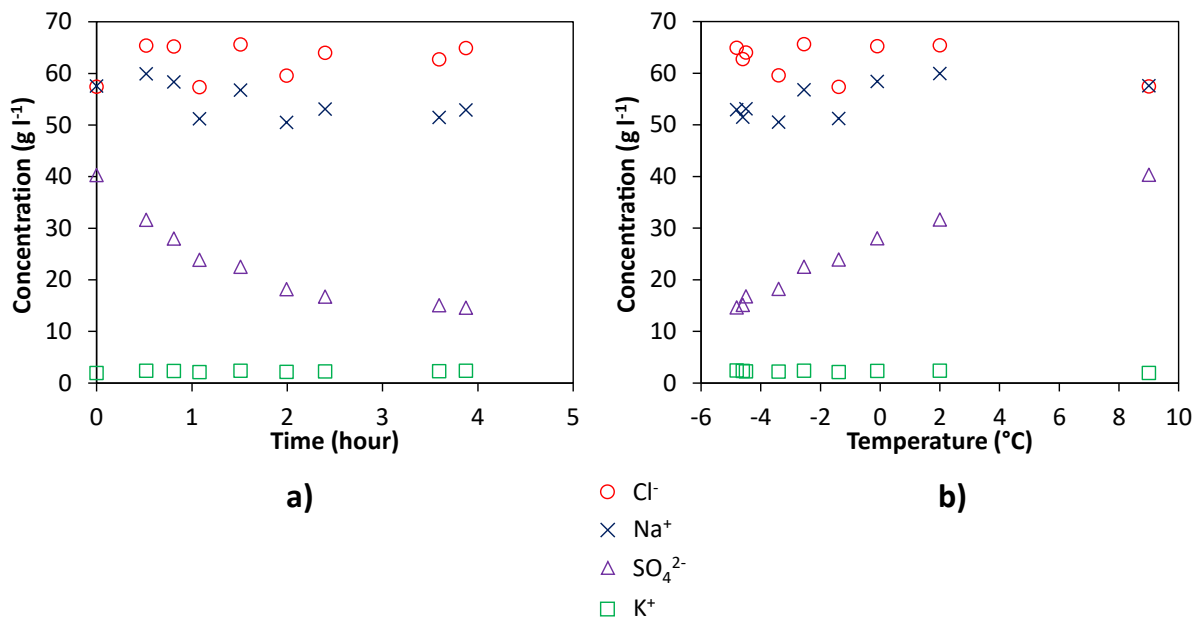 Concentration (g l⁻¹)
70
60
50
40
30
20
10
0
0 1 2 3 4 5
Time (hour)
a)
Concentration (g l⁻¹)
70
60
50
40
30
20
10
0
-6 -4 -2 0 2 4 6 8 10
Temperature (°C)
b)
Cl⁻
Na⁺
SO₄²⁻
K⁺